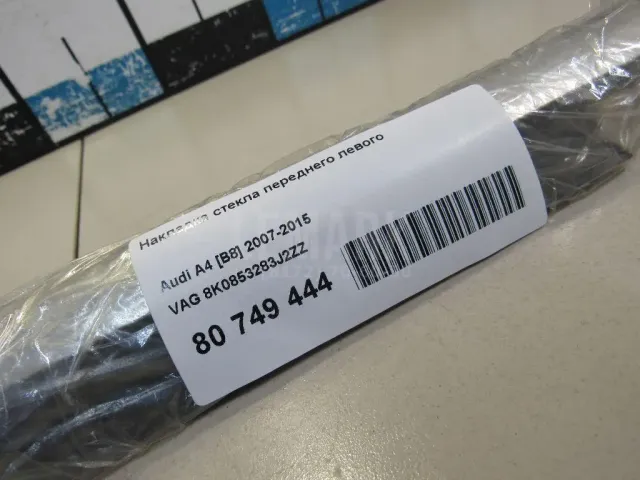 Накладка стекла переднего левого
Audi A4 [B8] 2007-2015
VAG 8K0853283J2ZZ
80 749 444